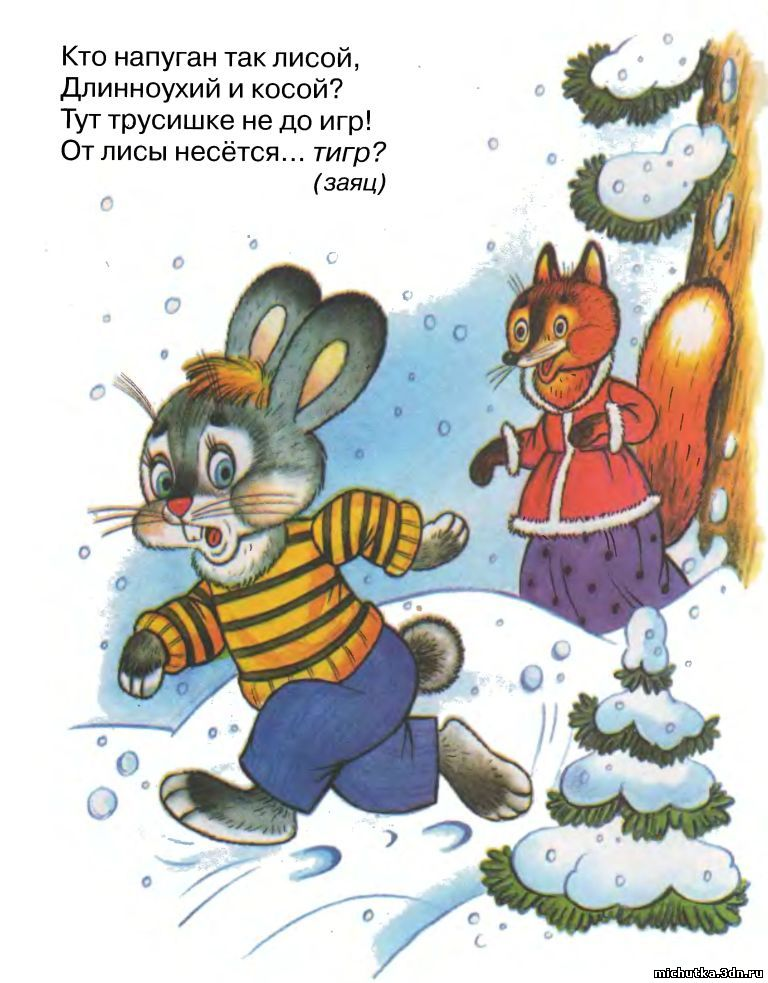 Кто напуган так лисой,
Длинноухий и косой?
Тут трусишке не до игр!
От лисы несётся... тигр?
(заяц)
michutka.3dn.ru